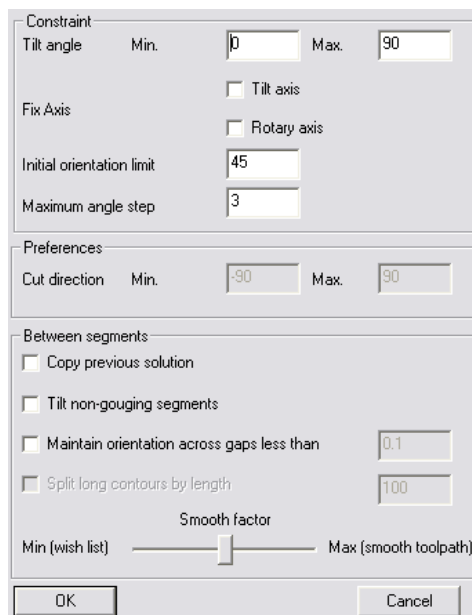 Constraint
Tilt angle Min. 0 Max. 90
Tilt axis
Fix Axis
Rotary axis
Initial orientation limit 45
Maximum angle step 3
Preferences
Cut direction Min. -90 Max. 90
Between segments
Copy previous solution
Tilt non-gouging segments
Maintain orientation across gaps less than 0.1
Split long contours by length 100
Smooth factor
Min (wish list) Max (smooth toolpath)
OK Cancel